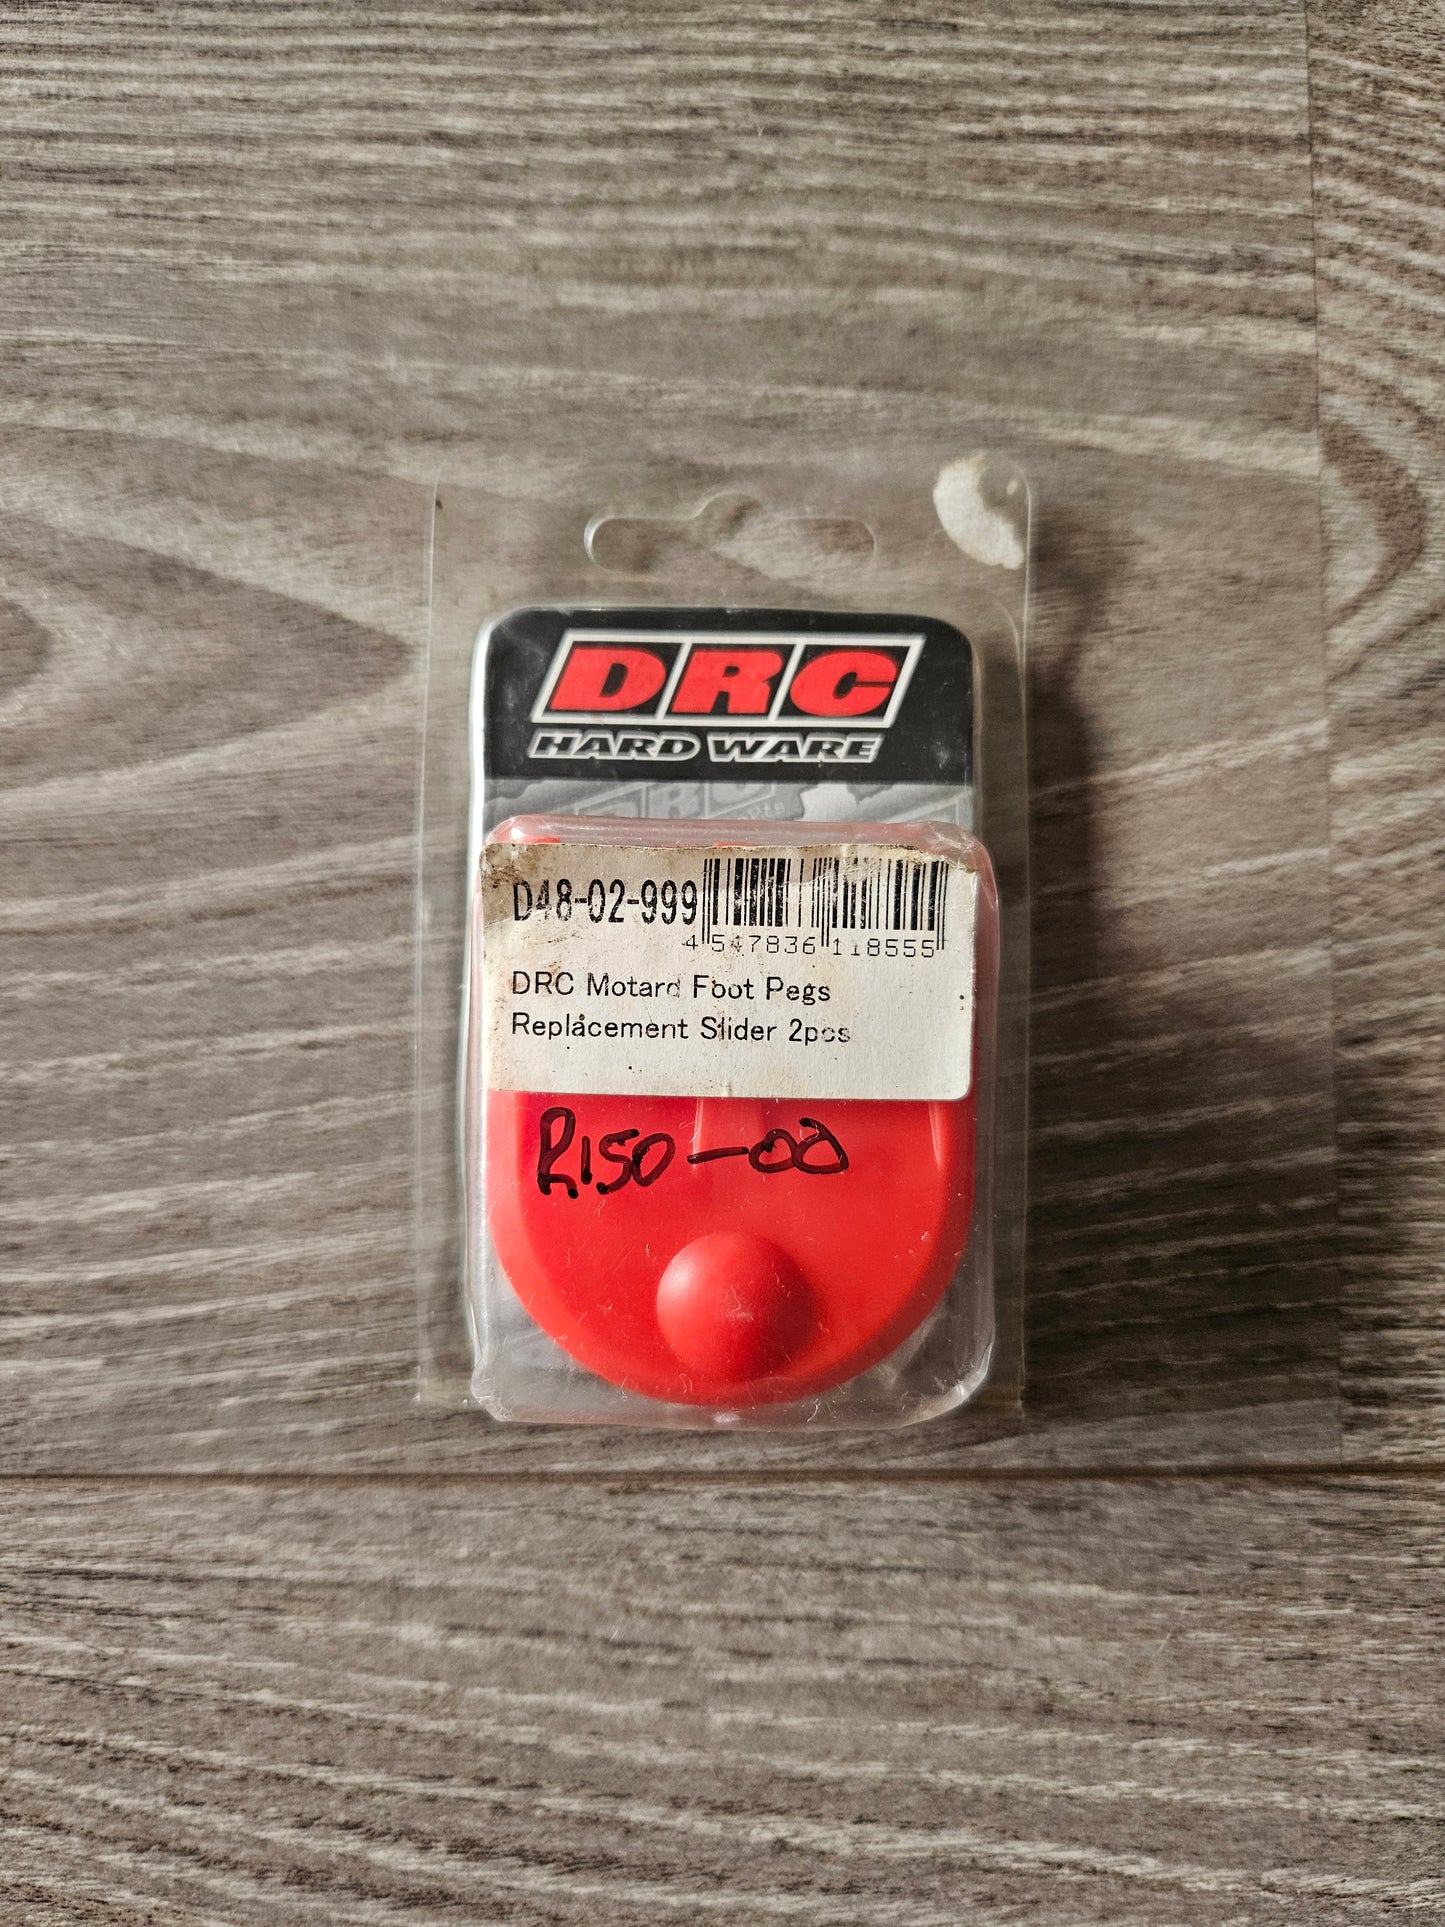 DRC
HARD WARE
D48-02-999
4 547836 118555
DRC Motard Foot Pegs
Replacement Slider 2pcs
R150-00